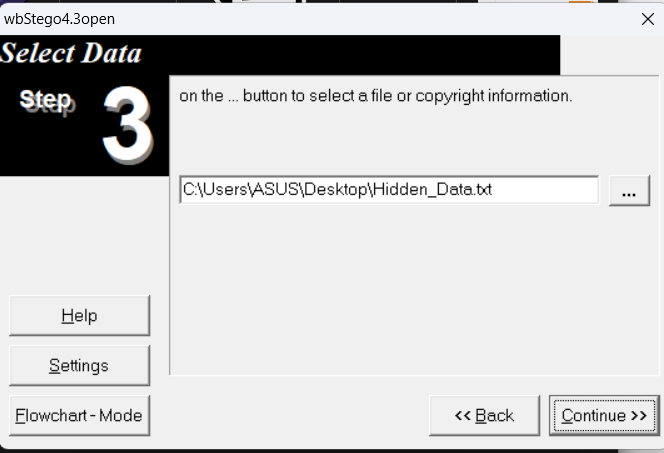 wbStego4.3open
Select Data
Step 3
on the ... button to select a file or copyright information.
C:\Users\ASUS\Desktop\Hidden_Data.txt
...
Help
Settings
Flowchart - Mode
<< Back
Continue >>